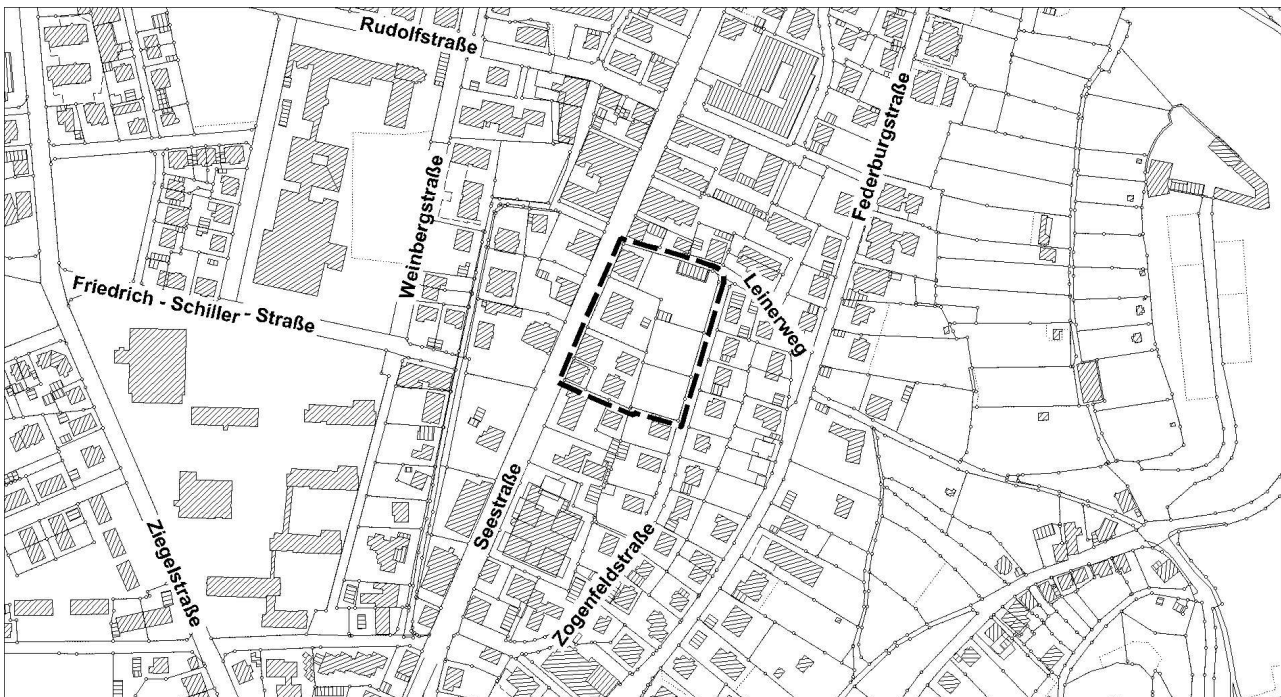 Rudolfstraße
Weinbergstraße
Federburgstraße
Friedrich - Schiller - Straße
Leinerweg
Seestraße
Ziegelstraße
Zogenfeldstraße